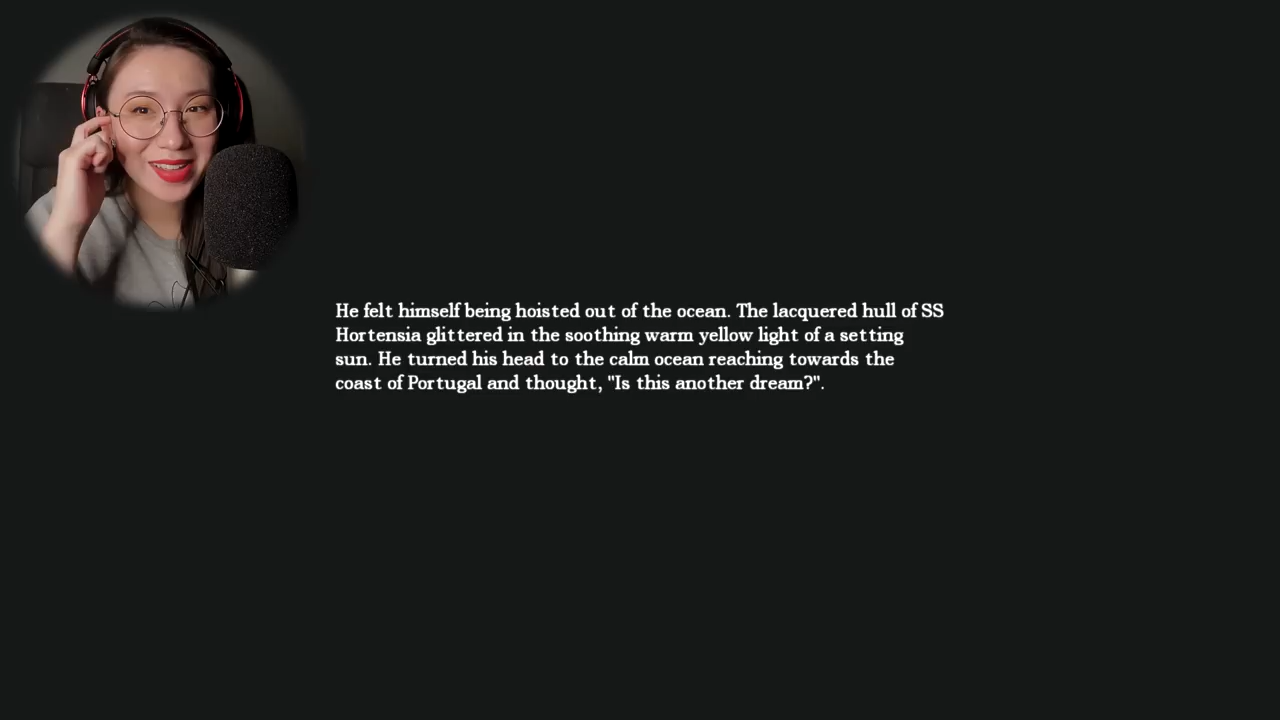 He felt himself being hoisted out of the ocean. The lacquered hull of SS
Hortensia glittered in the soothing warm yellow light of a setting
sun. He turned his head to the calm ocean reaching towards the
coast of Portugal and thought, "Is this another dream?".